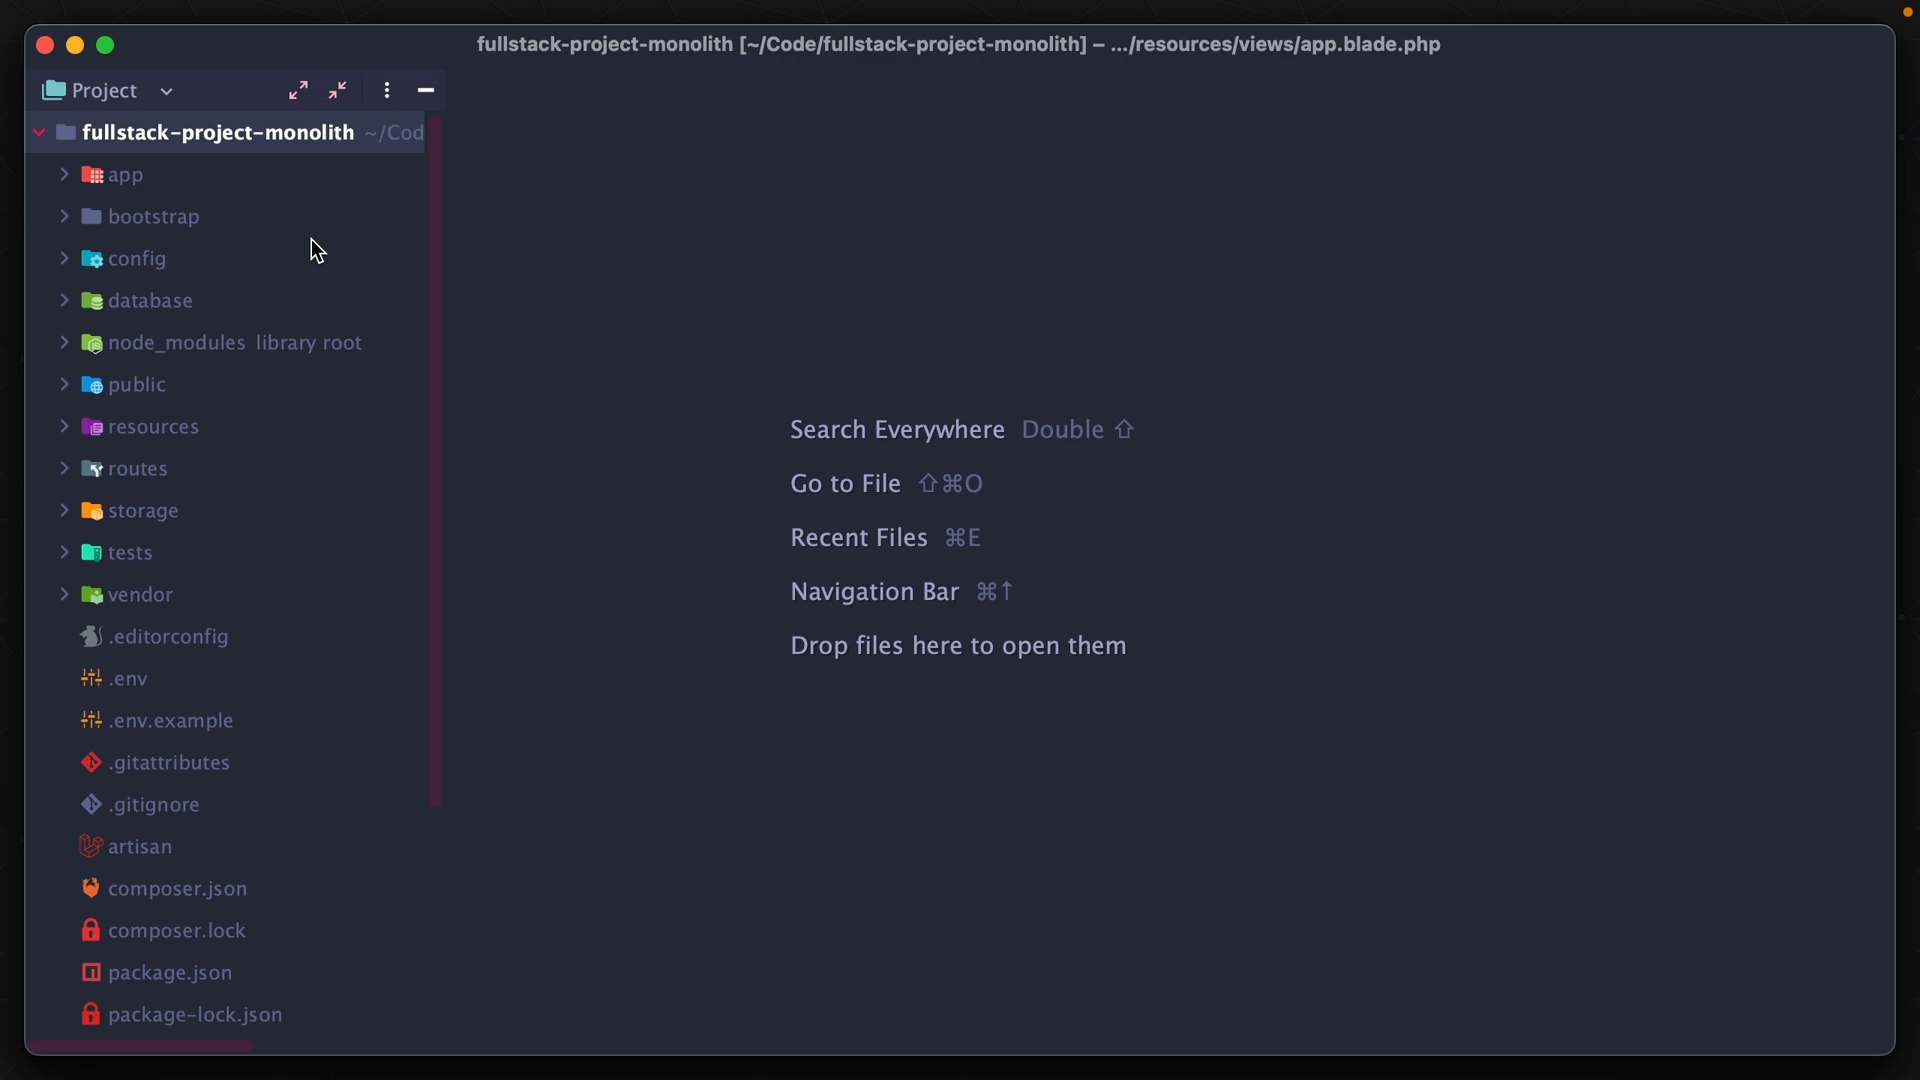 fullstack-project-monolith [~/Code/fullstack-project-monolith] – .../resources/views/app.blade.php
Project
fullstack-project-monolith ~/Cod
app
bootstrap
config
database
node_modules library root
public
resources
routes
storage
tests
vendor
.editorconfig
.env
.env.example
.gitattributes
.gitignore
artisan
composer.json
composer.lock
package.json
package-lock.json
Search Everywhere Double ⇧
Go to File ⇧⌘O
Recent Files ⌘E
Navigation Bar ⌘↑
Drop files here to open them